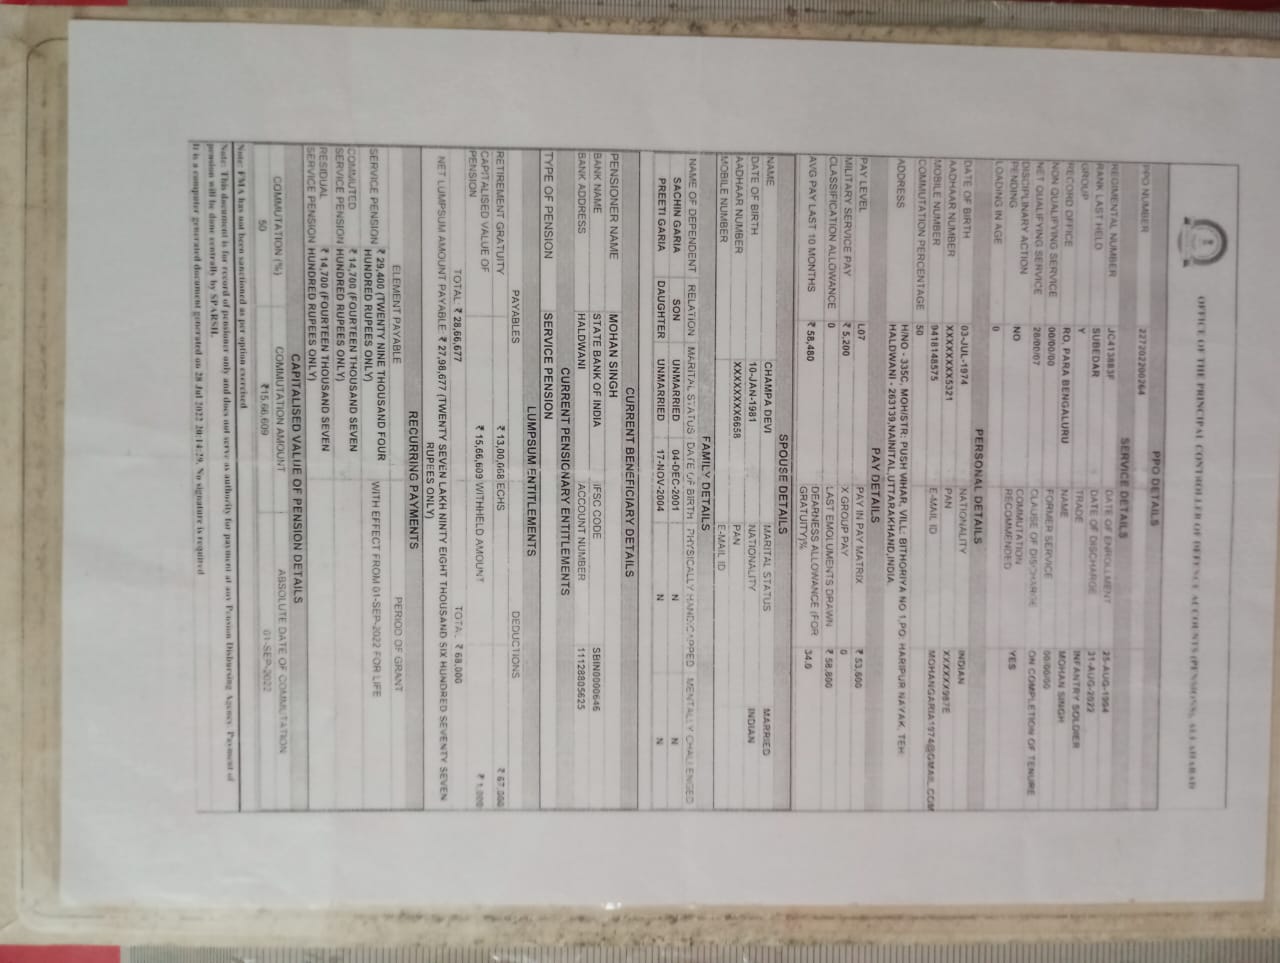 OFFICE OF THE PRINCIPAL CONTROLLER OF DEFENCE ACCOUNTS (PENSIONS), ALLAHABAD
PPO DETAILS
PPO NUMBER 227202200264
SERVICE DETAILS
REGIMENTAL NUMBER JC413883F DATE OF ENROLLMENT 25-AUG-1994
RANK LAST HELD SUBEDAR DATE OF DISCHARGE 31-AUG-2022
GROUP Y TRADE INFANTRY SOLDIER
RECORD OFFICE RO, PARA BENGALURU NAME MOHAN SINGH
NON QUALIFYING SERVICE 00/00/00 FORMER SERVICE 00/00/00
NET QUALIFYING SERVICE 28/00/07 CLAUSE OF DISCHARGE ON COMPLETION OF TENURE
DISCIPLINARY ACTION PENDING NO COMMUTATION RECOMMENDED YES
LOADING IN AGE 0
PERSONAL DETAILS
DATE OF BIRTH 03-JUL-1974 NATIONALITY INDIAN
AADHAAR NUMBER XXXXXXXX5321 PAN XXXXXX987E
MOBILE NUMBER 9418148575 E-MAIL ID MOHANGARIA1974@GMAIL.COM
COMMUTATION PERCENTAGE 50
ADDRESS H/NO - 335C, MOH/STR: PUSH VIHAR, VILL: BITHORIYA NO 1,PO: HARIPUR NAYAK, TEH
HALDWANI - 263139,NAINITAL,UTTARAKHAND,INDIA
PAY DETAILS
PAY LEVEL L07 PAY IN PAY MATRIX ₹ 53,600
MILITARY SERVICE PAY ₹ 5,200 X GROUP PAY 0
CLASSIFICATION ALLOWANCE 0 LAST EMOLUMENTS DRAWN ₹ 58,800
AVG PAY LAST 10 MONTHS ₹ 58,480 DEARNESS ALLOWANCE (FOR GRATUITY)% 34.0
SPOUSE DETAILS
NAME CHAMPA DEVI MARITAL STATUS MARRIED
DATE OF BIRTH 10-JAN-1981 NATIONALITY INDIAN
AADHAAR NUMBER XXXXXXXX6658 PAN
MOBILE NUMBER E-MAIL ID
FAMILY DETAILS
NAME OF DEPENDENT RELATION MARITAL STATUS DATE OF BIRTH PHYSICALLY HANDICAPPED MENTALLY CHALLENGED
SACHIN GARIA SON UNMARRIED 04-DEC-2001 N N
PREETI GARIA DAUGHTER UNMARRIED 17-NOV-2004 N N
CURRENT BENEFICIARY DETAILS
PENSIONER NAME MOHAN SINGH
BANK NAME STATE BANK OF INDIA IFSC CODE SBIN0000646
BANK ADDRESS HALDWANI ACCOUNT NUMBER 11128805625
CURRENT PENSIONARY ENTITLEMENTS
TYPE OF PENSION SERVICE PENSION
LUMPSUM ENTITLEMENTS
PAYABLES DEDUCTIONS
RETIREMENT GRATUITY ₹ 13,00,068 ECHS ₹ 67,000
CAPITALISED VALUE OF PENSION ₹ 15,66,609 WITHHELD AMOUNT ₹ 1,000
TOTAL: ₹ 28,66,677 TOTAL ₹ 68,000
NET LUMPSUM AMOUNT PAYABLE: ₹ 27,98,677 (TWENTY SEVEN LAKH NINTY EIGHT THOUSAND SIX HUNDRED SEVENTY SEVEN
RUPEES ONLY)
RECURRING PAYMENTS
ELEMENT PAYABLE PERIOD OF GRANT
SERVICE PENSION ₹ 29,400 (TWENTY NINE THOUSAND FOUR HUNDRED RUPEES ONLY) WITH EFFECT FROM 01-SEP-2022 FOR LIFE
COMMUTED SERVICE PENSION ₹ 14,700 (FOURTEEN THOUSAND SEVEN HUNDRED RUPEES ONLY)
RESIDUAL SERVICE PENSION ₹ 14,700 (FOURTEEN THOUSAND SEVEN HUNDRED RUPEES ONLY)
CAPITALISED VALUE OF PENSION DETAILS
COMMUTATION (%) COMMUTATION AMOUNT ABSOLUTE DATE OF COMMUTATION
50 ₹15,66,609 01-SEP-2022
Note: FMA has not been sanctioned as per option exercised
Note: This document is for record of pensioner only and does not serve as authority for payment at any Pension Disbursing Agency. Payment of
pension will be done centrally by SPARSH.
It is a computer generated document generated on 28 Jul 2022 20:14:29, No signature is required